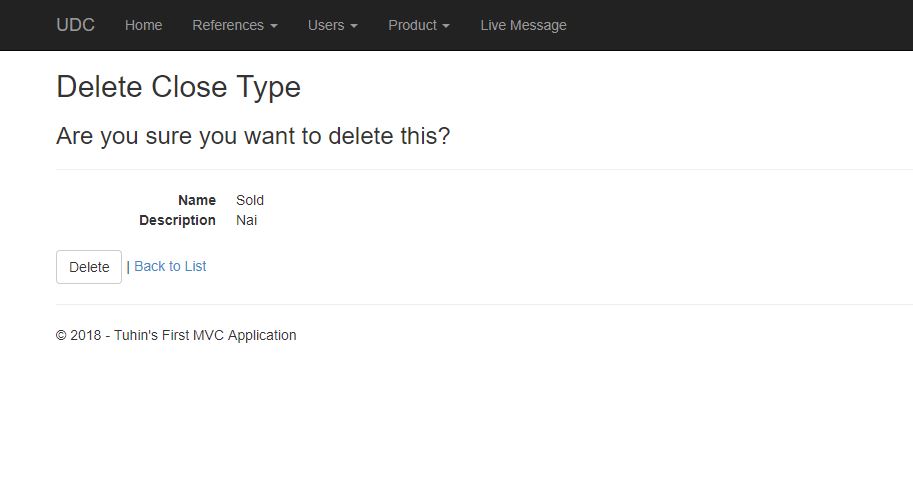 UDC Home References Users Product Live Message
Delete Close Type
Are you sure you want to delete this?
Name Sold
Description Nai
Delete | Back to List
© 2018 - Tuhin's First MVC Application